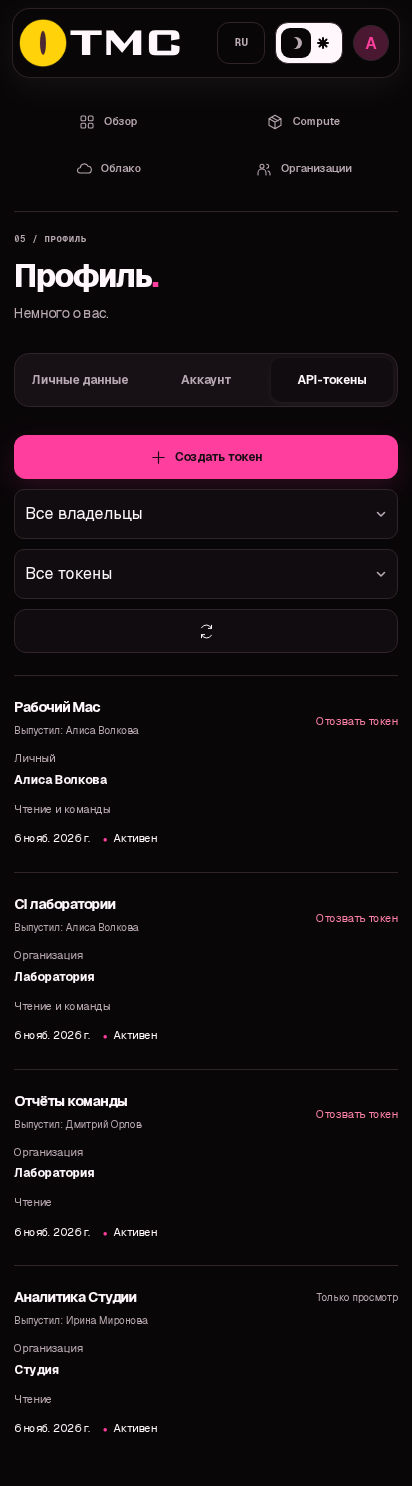 TMC
RU
A
Обзор
Compute
Облако
Организации
05 / ПРОФИЛЬ
Профиль.
Немного о вас.
Личные данные
Аккаунт
API-токены
Создать токен
Все владельцы
Все токены
Рабочий Mac
Отозвать токен
Выпустил: Алиса Волкова
Личный
Алиса Волкова
Чтение и команды
6 нояб. 2026 г. • Активен
CI лаборатории
Отозвать токен
Выпустил: Алиса Волкова
Организация
Лаборатория
Чтение и команды
6 нояб. 2026 г. • Активен
Отчёты команды
Отозвать токен
Выпустил: Дмитрий Орлов
Организация
Лаборатория
Чтение
6 нояб. 2026 г. • Активен
Аналитика Студии
Только просмотр
Выпустил: Ирина Миронова
Организация
Студия
Чтение
6 нояб. 2026 г. • Активен